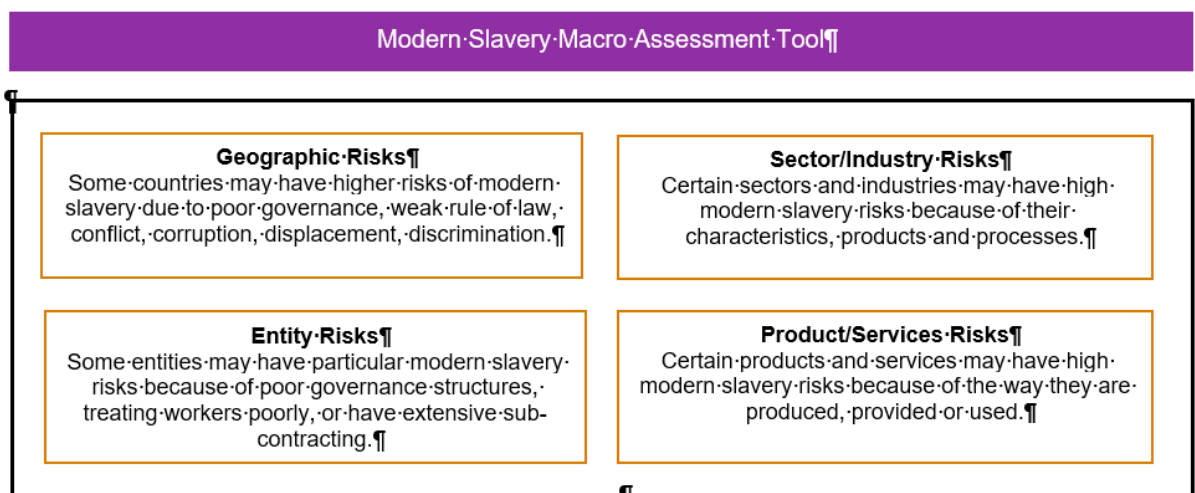 Modern·Slavery·Macro·Assessment·Tool¶
¶
Geographic·Risks¶
Some·countries·may·have·higher·risks·of·modern·
slavery·due·to·poor·governance,·weak·rule·of·law,·
conflict,·corruption,·displacement,·discrimination.¶
Sector/Industry·Risks¶
Certain·sectors·and·industries·may·have·high·
modern·slavery·risks·because·of·their·
characteristics,·products·and·processes.¶
Entity·Risks¶
Some·entities·may·have·particular·modern·slavery·
risks·because·of·poor·governance·structures,·
treating·workers·poorly,·or·have·extensive·sub-
contracting.¶
Product/Services·Risks¶
Certain·products·and·services·may·have·high·
modern·slavery·risks·because·of·the·way·they·are·
produced,·provided·or·used.¶
¶